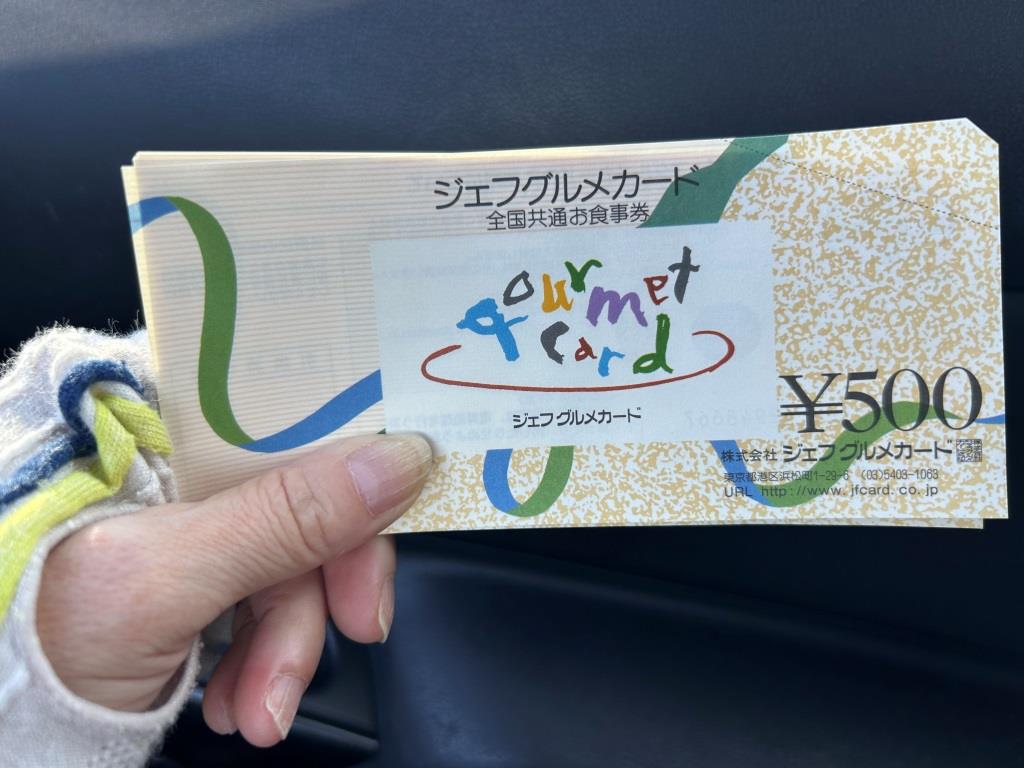 ジェフグルメカード
全国共通お食事券
gourmet
card
ジェフグルメカード
¥500
株式会社 ジェフグルメカード
東京都港区浜松町1-29-6 (03)5403-1063
URL http://www.jfcard.co.jp